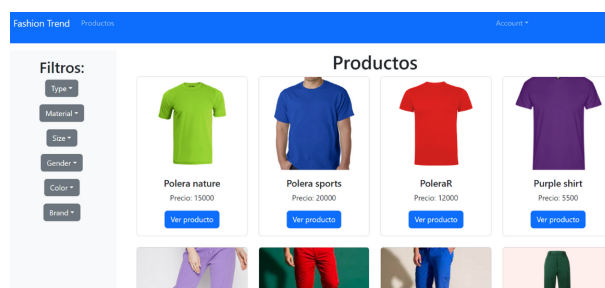 Fashion Trend Productos Account
Filtros:
Type
Material
Size
Gender
Color
Brand
Productos
Polera nature
Precio: 15000
Ver producto
Polera sports
Precio: 20000
Ver producto
PoleraR
Precio: 12000
Ver producto
Purple shirt
Precio: 5500
Ver producto